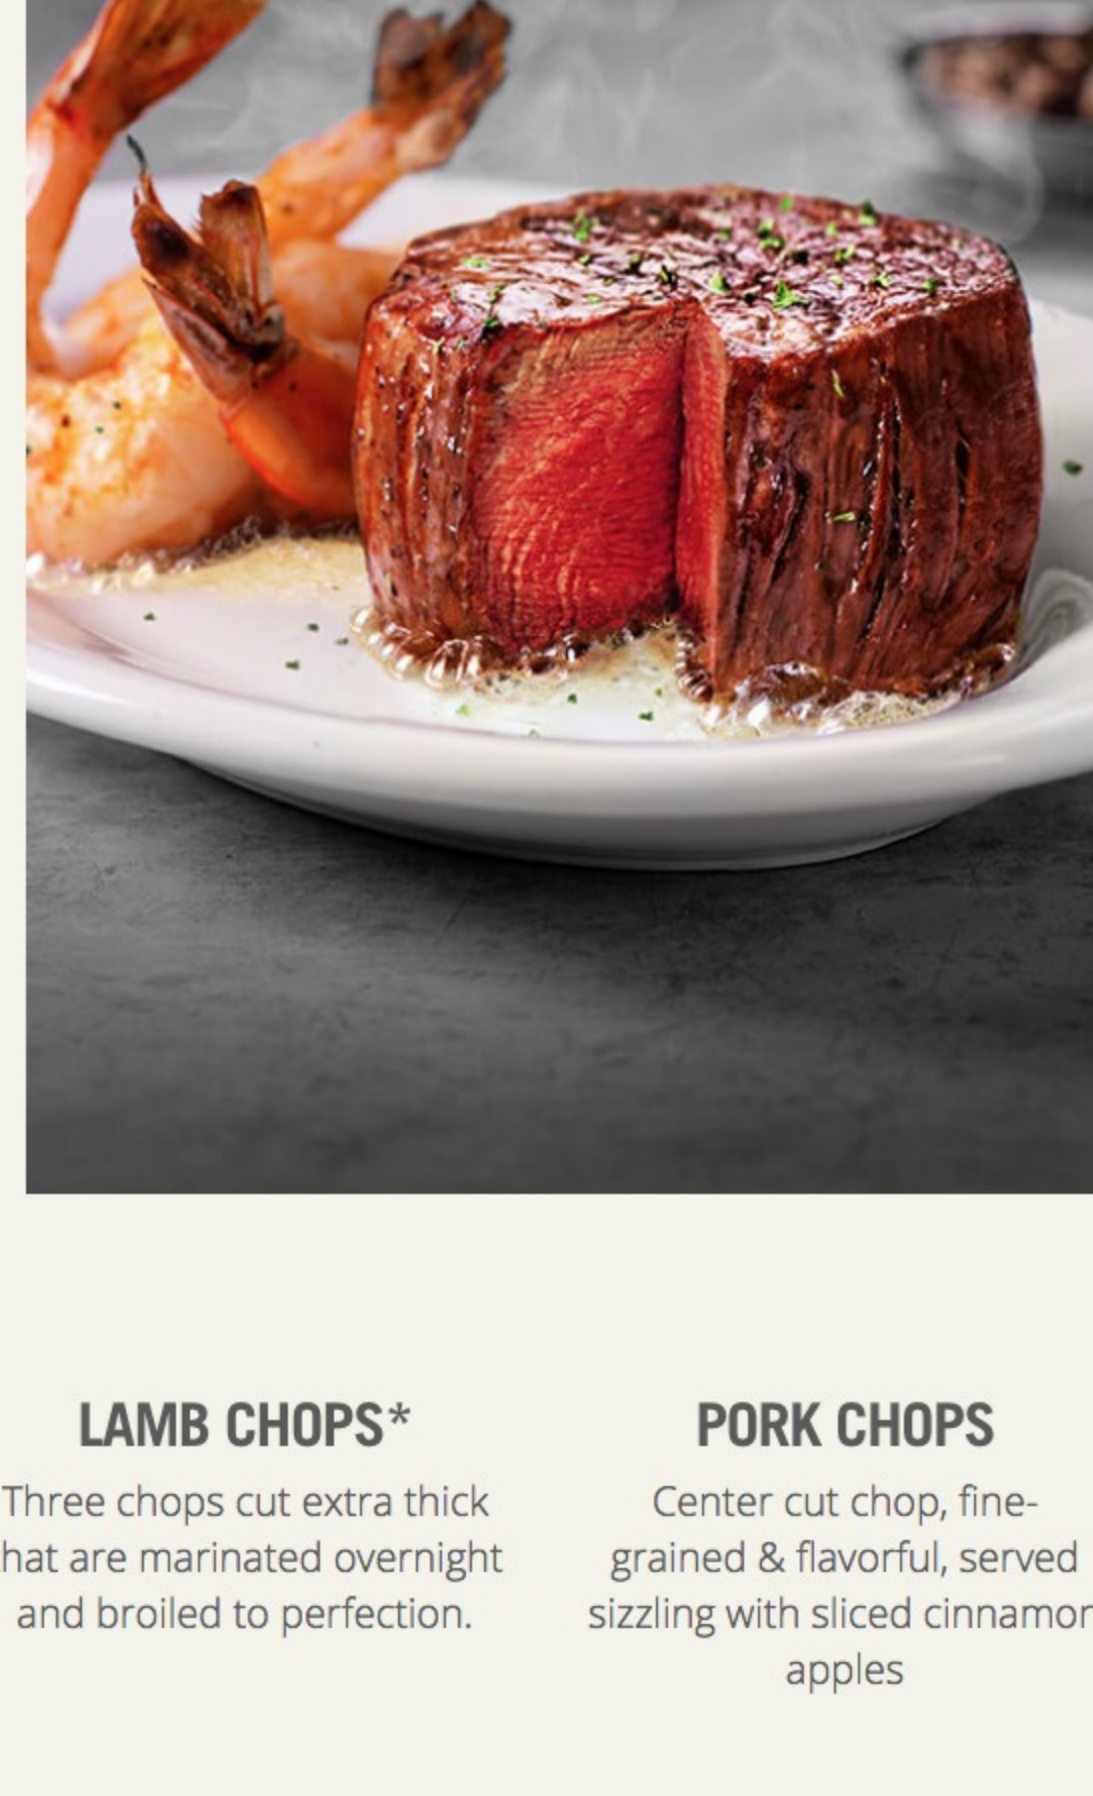 LAMB CHOPS*
Three chops cut extra thick
hat are marinated overnight
and broiled to perfection.
PORK CHOPS
Center cut chop, fine-
grained & flavorful, served
sizzling with sliced cinnamon
apples